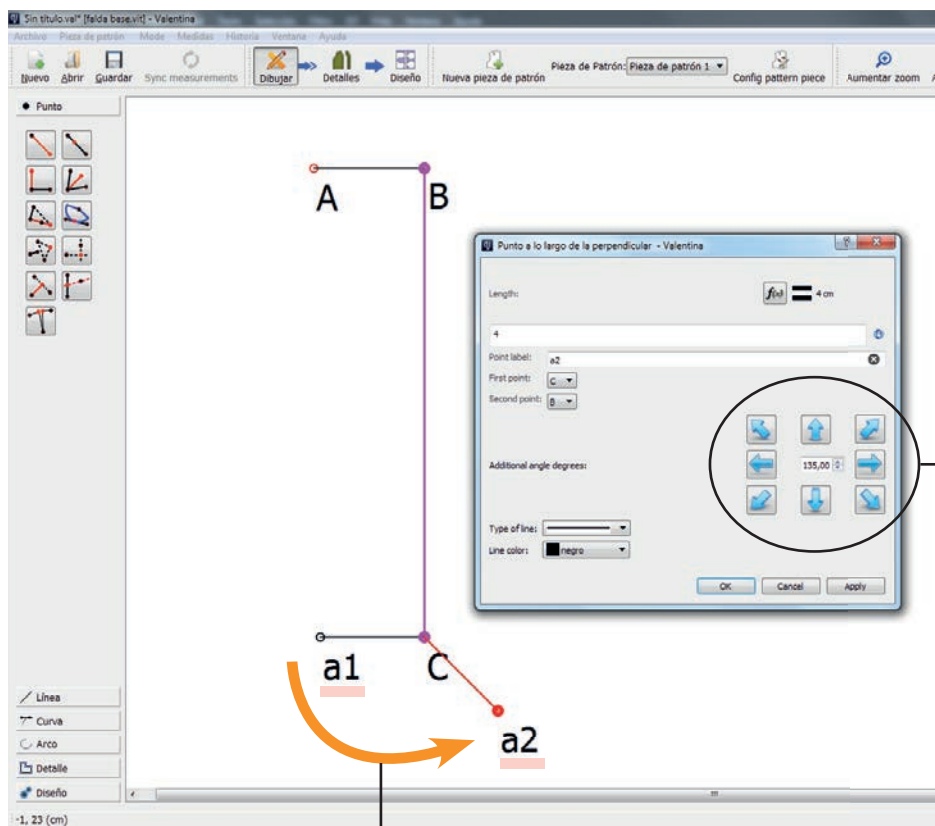 Sin título.val* [falda base.vit] - Valentina
Archivo Pieza de patrón Mode Medidas Historia Ventana Ayuda
Nuevo Abrir Guardar Sync measurements Dibujar Detalles Diseño Nueva pieza de patrón Pieza de Patrón: Pieza de patrón 1 Config pattern piece Aumentar zoom
Punto
A
B
Punto a lo largo de la perpendicular - Valentina
Length:
f(x) 4 cm
4
Point label: a2
First point: C
Second point: B
Additional angle degrees: 135,00
Type of line:
Line color: negro
OK Cancel Apply
a1
C
a2
Línea
Curva
Arco
Detalle
Diseño
-1, 23 (cm)